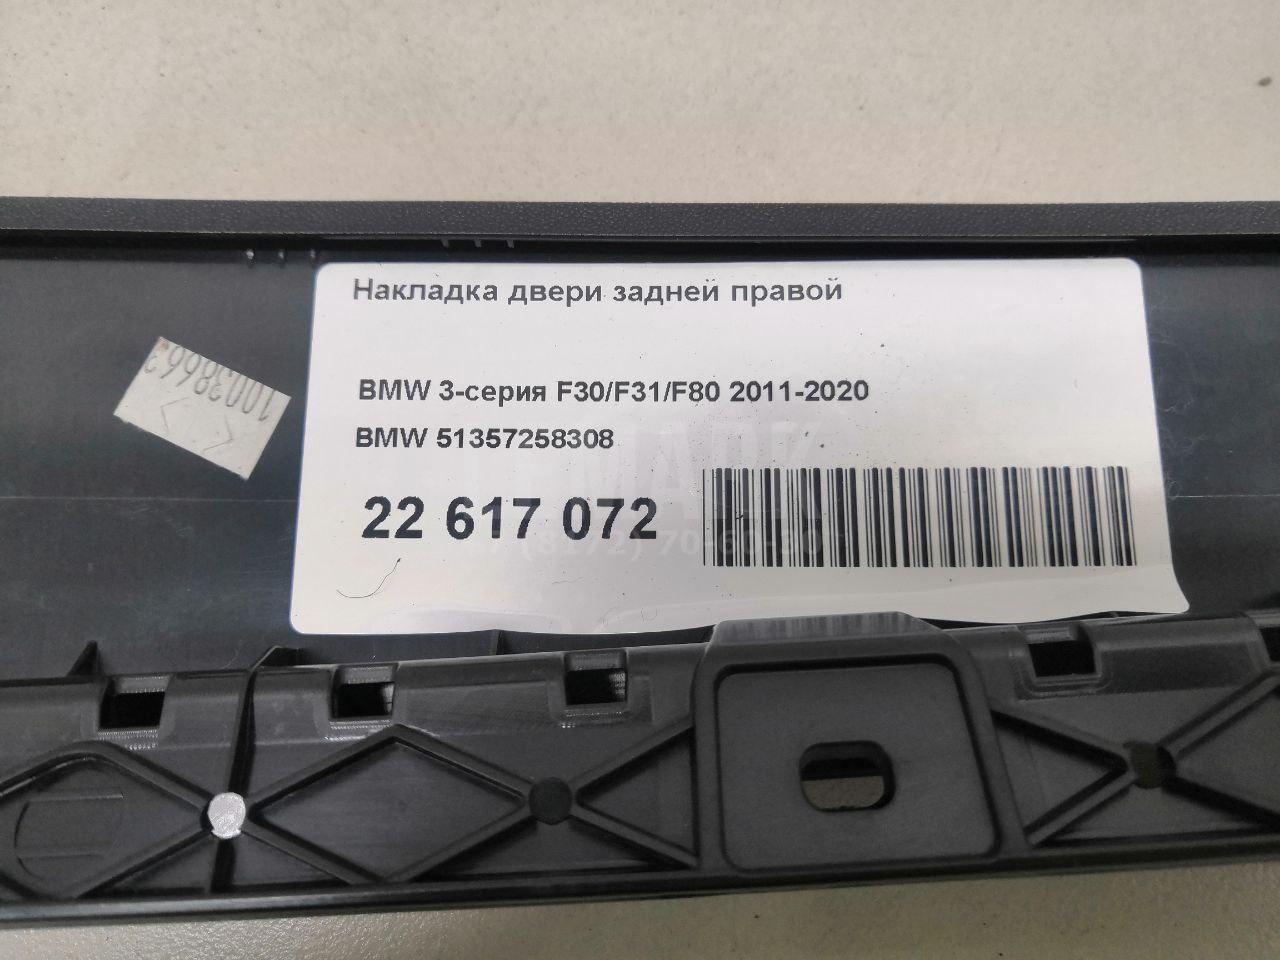 Накладка двери задней правой
BMW 3-серия F30/F31/F80 2011-2020
BMW 51357258308
22 617 072